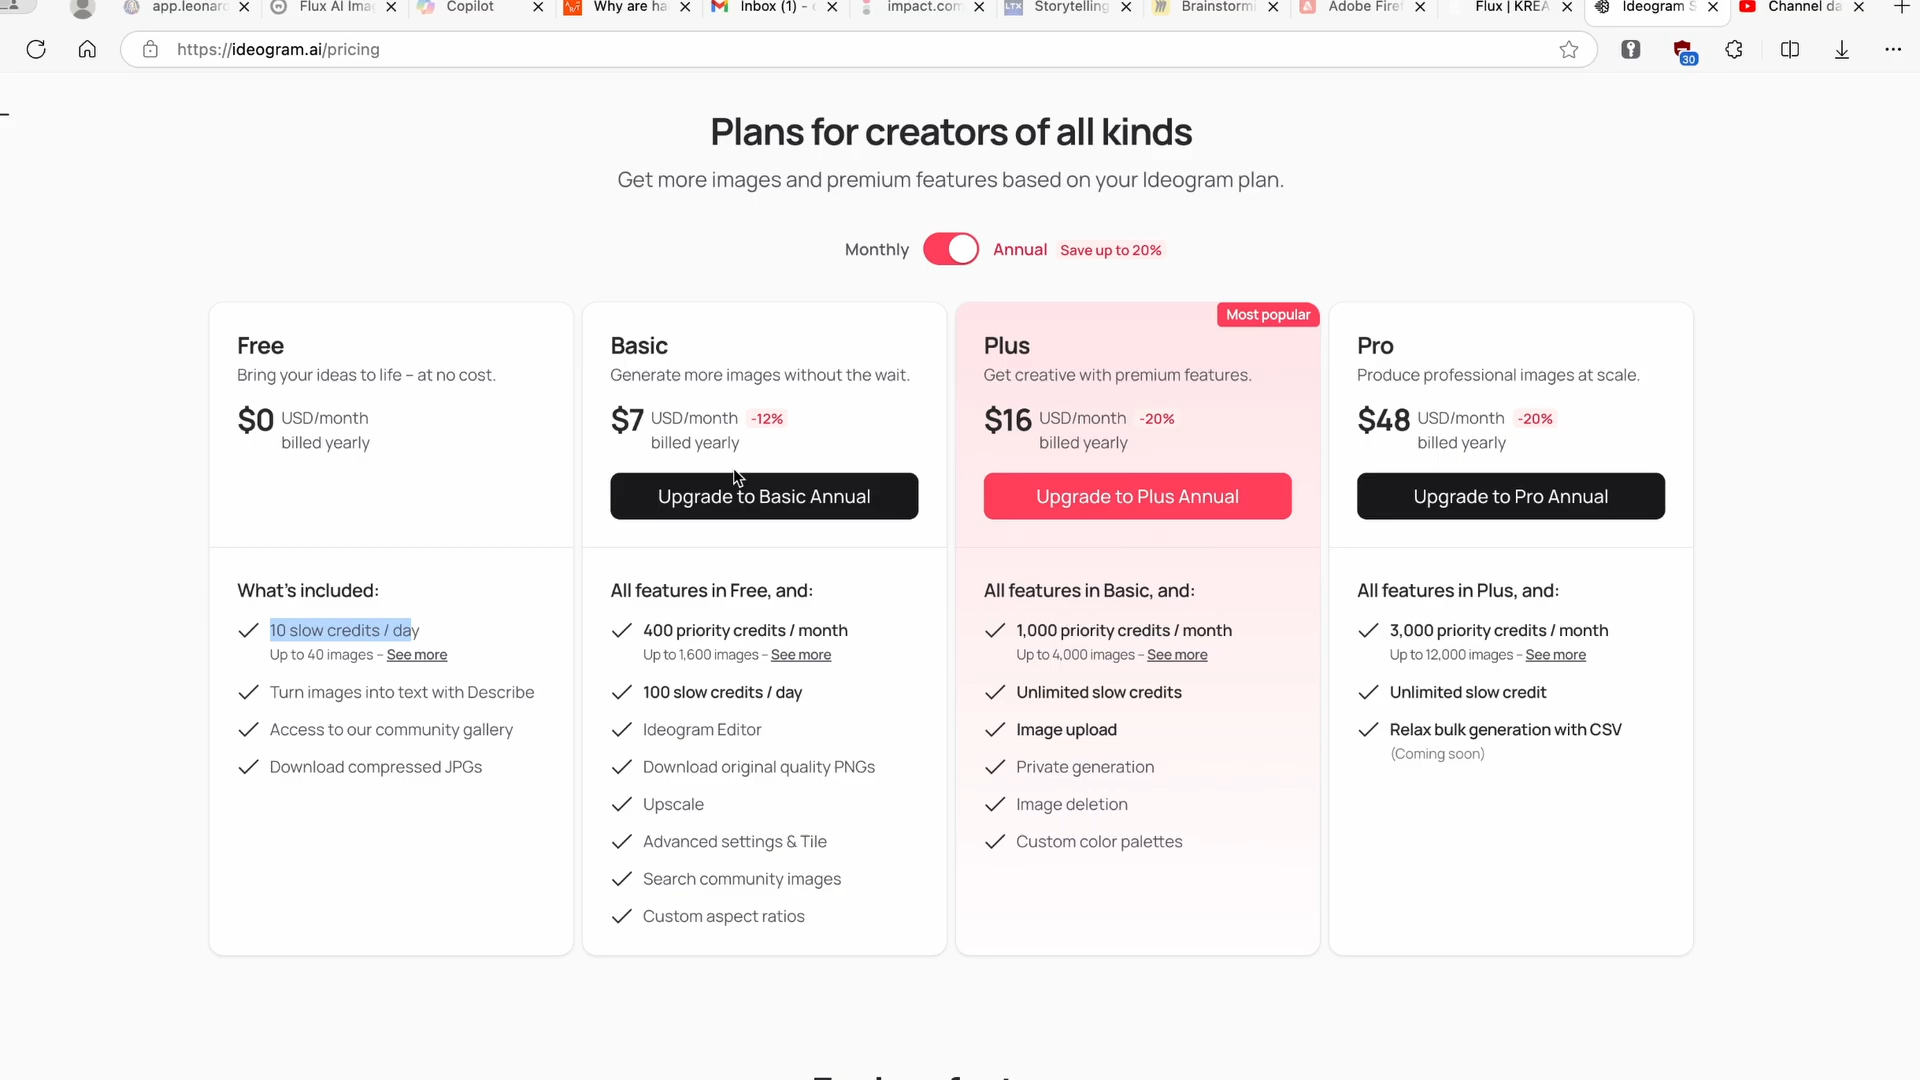 app.leonar
Flux AI Ima
Copilot
Why are ha
Inbox (1) -
impact.com
LTX
Storytelling
Brainstormi
Adobe Firef
Flux | KREA
Ideogram S
Channel da
https://ideogram.ai/pricing
30
Plans for creators of all kinds
Get more images and premium features based on your Ideogram plan.
Monthly
Annual
Save up to 20%
Free
Bring your ideas to life – at no cost.
$0 USD/month
billed yearly
What's included:
10 slow credits / day
Up to 40 images – See more
Turn images into text with Describe
Access to our community gallery
Download compressed JPGs
Basic
Generate more images without the wait.
$7 USD/month -12%
billed yearly
Upgrade to Basic Annual
All features in Free, and:
400 priority credits / month
Up to 1,600 images – See more
100 slow credits / day
Ideogram Editor
Download original quality PNGs
Upscale
Advanced settings & Tile
Search community images
Custom aspect ratios
Most popular
Plus
Get creative with premium features.
$16 USD/month -20%
billed yearly
Upgrade to Plus Annual
All features in Basic, and:
1,000 priority credits / month
Up to 4,000 images – See more
Unlimited slow credits
Image upload
Private generation
Image deletion
Custom color palettes
Pro
Produce professional images at scale.
$48 USD/month -20%
billed yearly
Upgrade to Pro Annual
All features in Plus, and:
3,000 priority credits / month
Up to 12,000 images – See more
Unlimited slow credit
Relax bulk generation with CSV
(Coming soon)